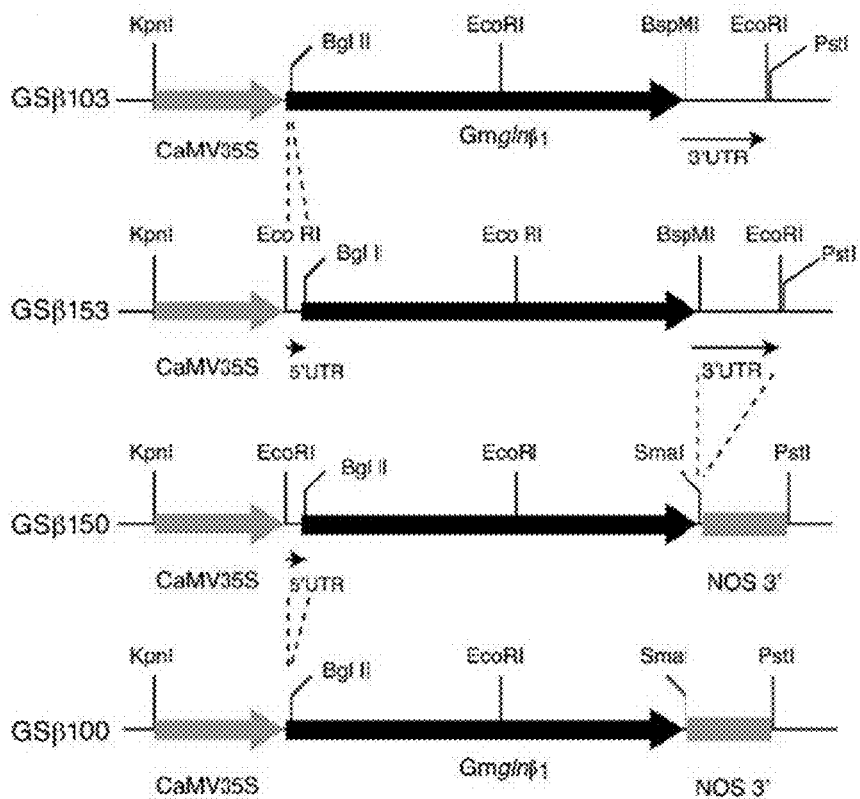 KpnI Bgl II EcoRI BspMI EcoRI PstI
GSβ103
CaMV35S Gmglnβ1 3'UTR
KpnI Eco RI Bgl II Eco RI BspMI EcoRI PstI
GSβ153
CaMV35S 5'UTR 3'UTR
KpnI EcoRI Bgl II EcoRI SmaI PstI
GSβ150
CaMV35S 5'UTR NOS 3'
KpnI Bgl II EcoRI SmaI PstI
GSβ100
CaMV35S Gmglnβ1 NOS 3'